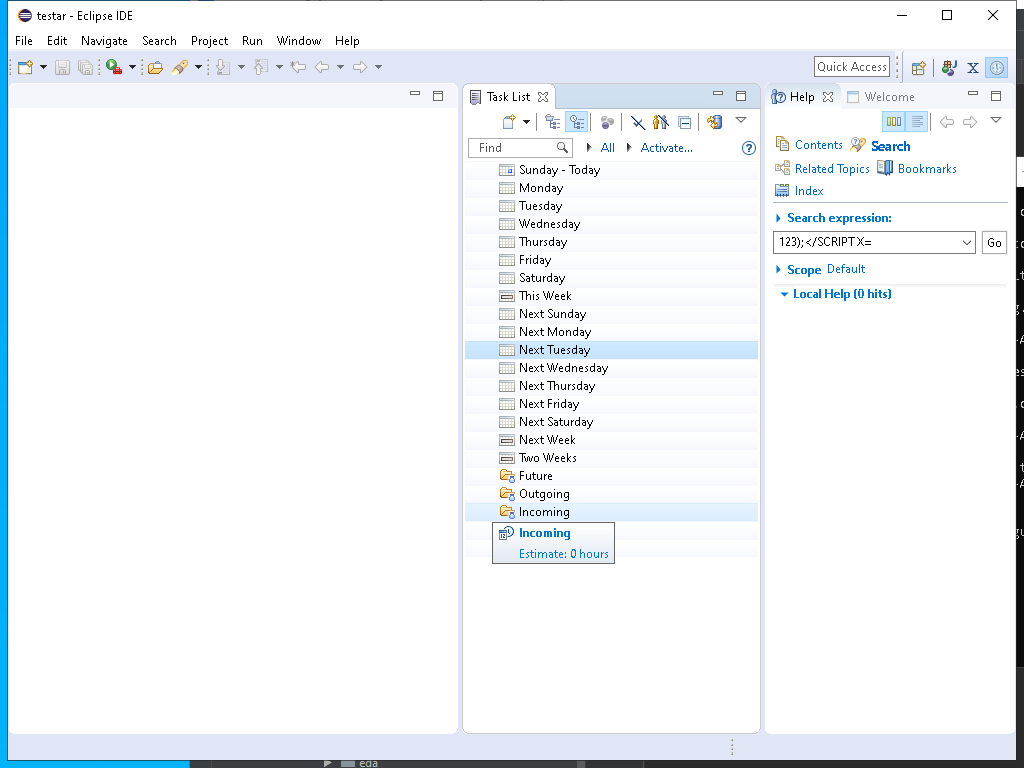 testar - Eclipse IDE
File Edit Navigate Search Project Run Window Help
Quick Access
Task List
Find
All
Activate...
Sunday - Today
Monday
Tuesday
Wednesday
Thursday
Friday
Saturday
This Week
Next Sunday
Next Monday
Next Tuesday
Next Wednesday
Next Thursday
Next Friday
Next Saturday
Next Week
Two Weeks
Future
Outgoing
Incoming
Incoming
Estimate: 0 hours
Help
Welcome
Contents
Search
Related Topics
Bookmarks
Index
Search expression:
123);</SCRIPT X=
Go
Scope Default
Local Help (0 hits)
eda